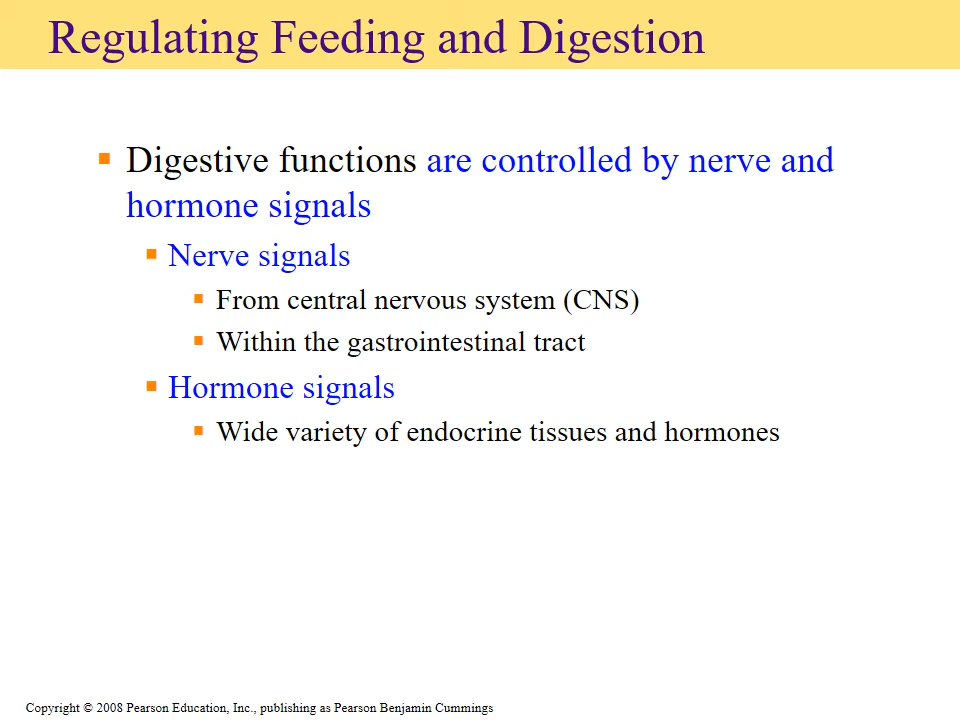 Regulating Feeding and Digestion
▪ Digestive functions are controlled by nerve and
hormone signals
▪ Nerve signals
▪ From central nervous system (CNS)
▪ Within the gastrointestinal tract
▪ Hormone signals
▪ Wide variety of endocrine tissues and hormones
Copyright © 2008 Pearson Education, Inc., publishing as Pearson Benjamin Cummings